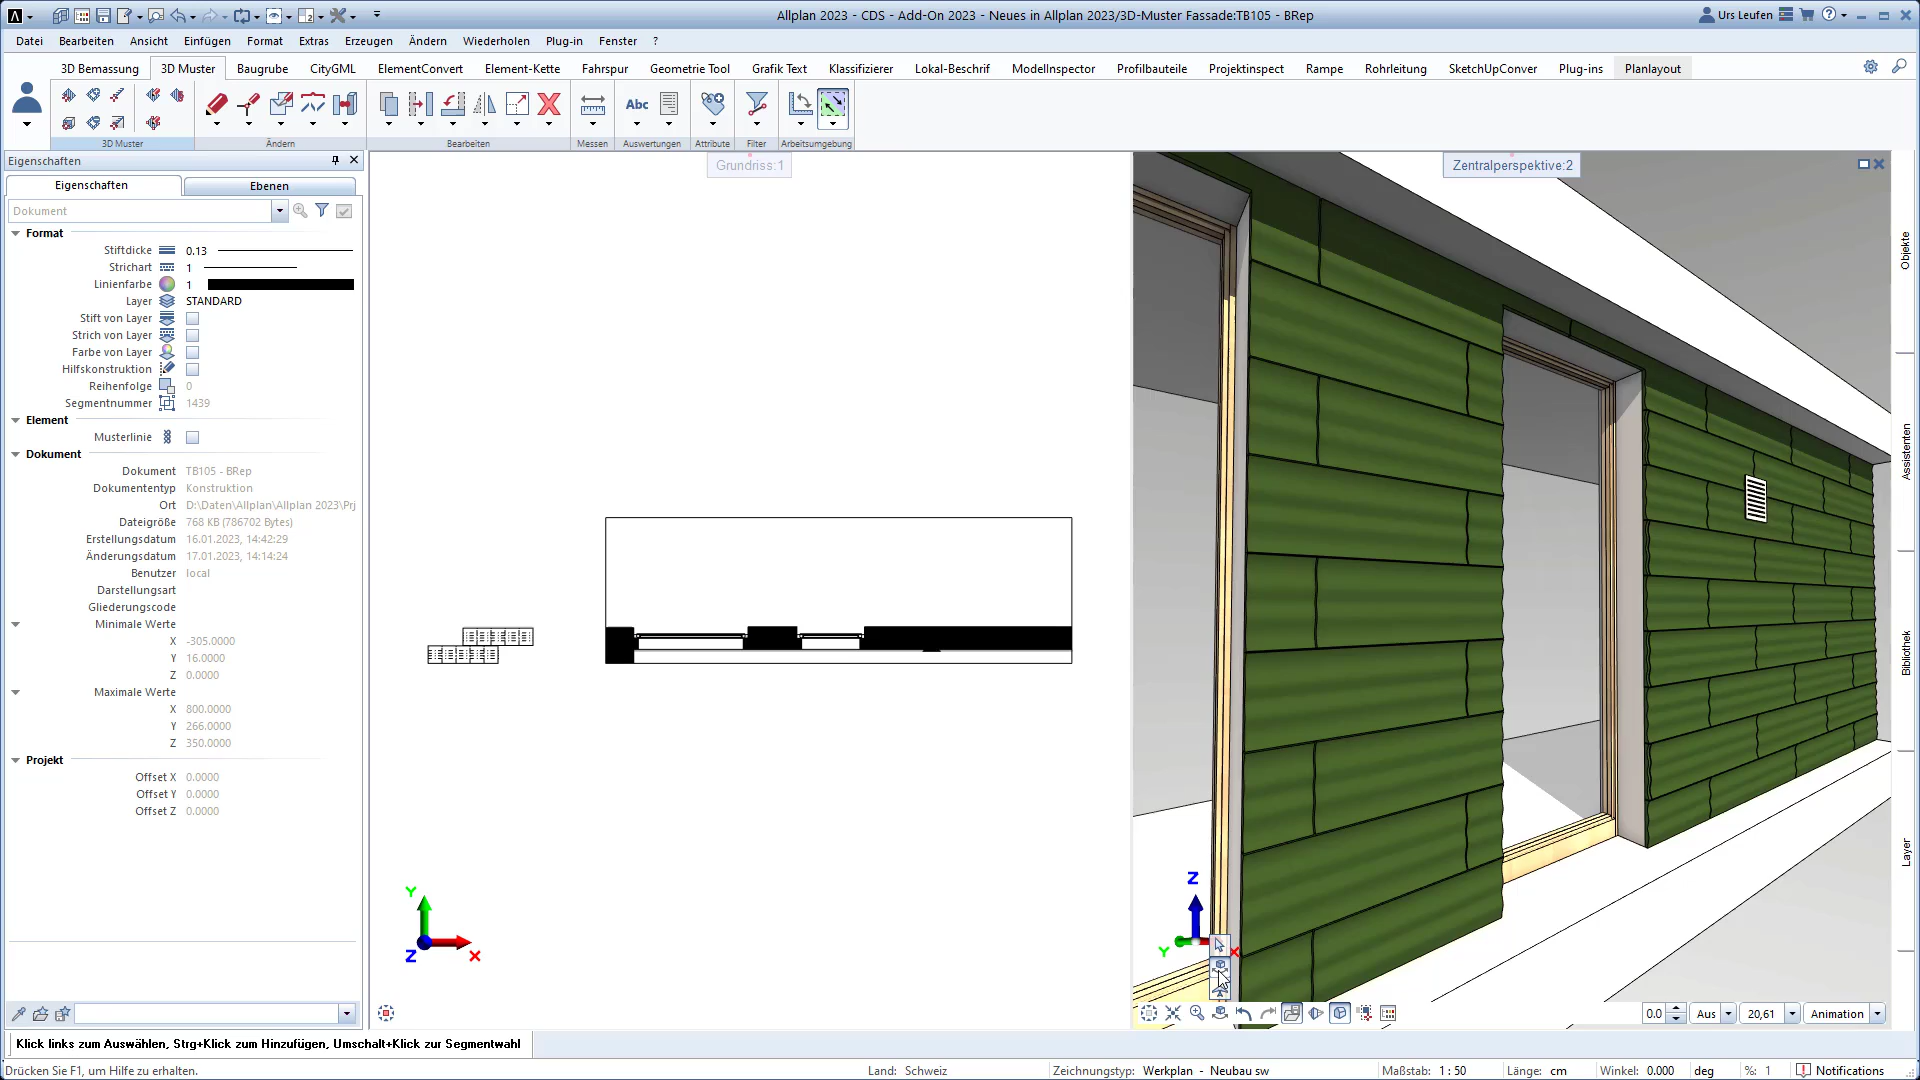 Allplan 2023 - CDS - Add-On 2023 - Neues in Allplan 2023/3D-Muster Fassade:TB105 - BRep
Urs Leufen
Datei Bearbeiten Ansicht Einfügen Format Extras Erzeugen Ändern Wiederholen Plug-in Fenster ?
3D Bemassung 3D Muster Baugrube CityGML ElementConvert Element-Kette Fahrspur Geometrie Tool Grafik Text Klassifizierer Lokal-Beschrif ModelInspector Profilbauteile Projektinspect Rampe Rohrleitung SketchUpConver Plug-ins Planlayout
Abc
3D Muster Ändern Bearbeiten Messen Auswertungen Attribute Filter Arbeitsumgebung
Eigenschaften
Eigenschaften Ebenen
Dokument
Format
Stiftdicke 0.13
Strichart 1
Linienfarbe 1
Layer STANDARD
Stift von Layer
Strich von Layer
Farbe von Layer
Hilfskonstruktion
Reihenfolge 0
Segmentnummer 1439
Element
Musterlinie
Dokument
Dokument TB105 - BRep
Dokumententyp Konstruktion
Ort D:\Daten\Allplan\Allplan 2023\Prj
Dateigröße 768 KB (786702 Bytes)
Erstellungsdatum 16.01.2023, 14:42:29
Änderungsdatum 17.01.2023, 14:14:24
Benutzer local
Darstellungsart
Gliederungscode
Minimale Werte
X -305.0000
Y 16.0000
Z 0.0000
Maximale Werte
X 800.0000
Y 266.0000
Z 350.0000
Projekt
Offset X 0.0000
Offset Y 0.0000
Offset Z 0.0000
Grundriss:1
Y
Z
X
Zentralperspektive:2
Z
Y
X
0.0 Aus 20,61 Animation
Objekte
Assistenten
Bibliothek
Layer
Klick links zum Auswählen, Strg+Klick zum Hinzufügen, Umschalt+Klick zur Segmentwahl
Drücken Sie F1, um Hilfe zu erhalten. Land: Schweiz Zeichnungstyp: Werkplan - Neubau sw Maßstab: 1 : 50 Länge: cm Winkel: 0.000 deg %: 1 Notifications